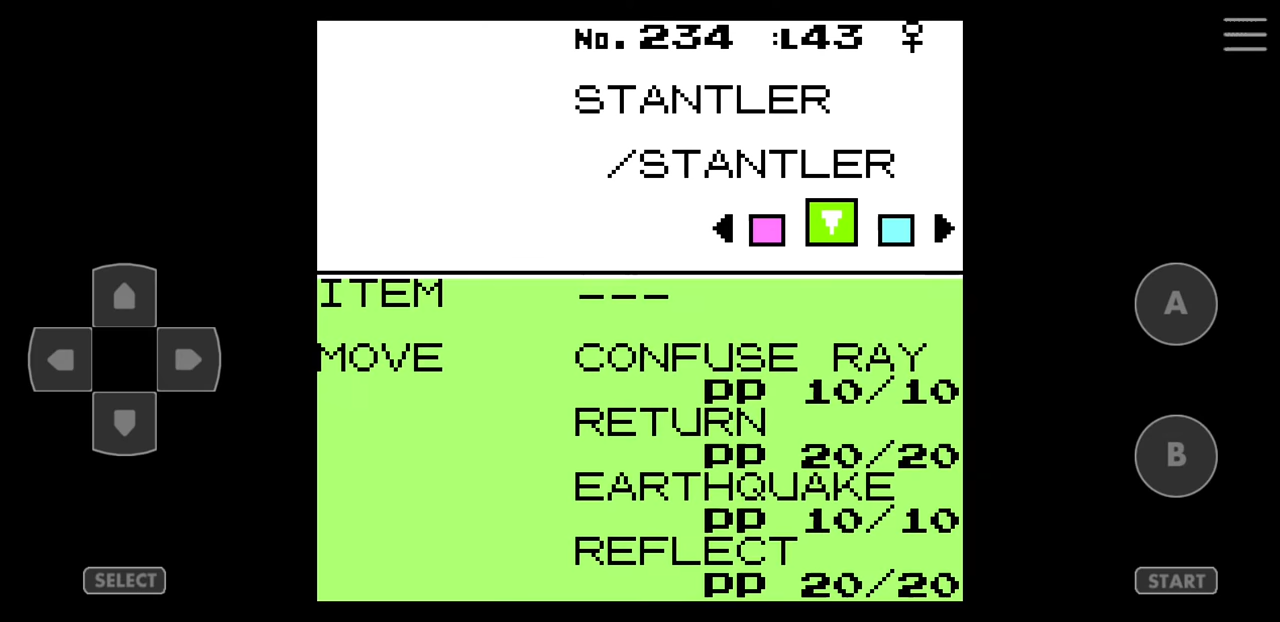 No. 234 :L43 ♀
STANTLER
/STANTLER
ITEM ---
MOVE CONFUSE RAY
PP 10/10
RETURN
PP 20/20
EARTHQUAKE
PP 10/10
REFLECT
PP 20/20
A
B
SELECT
START